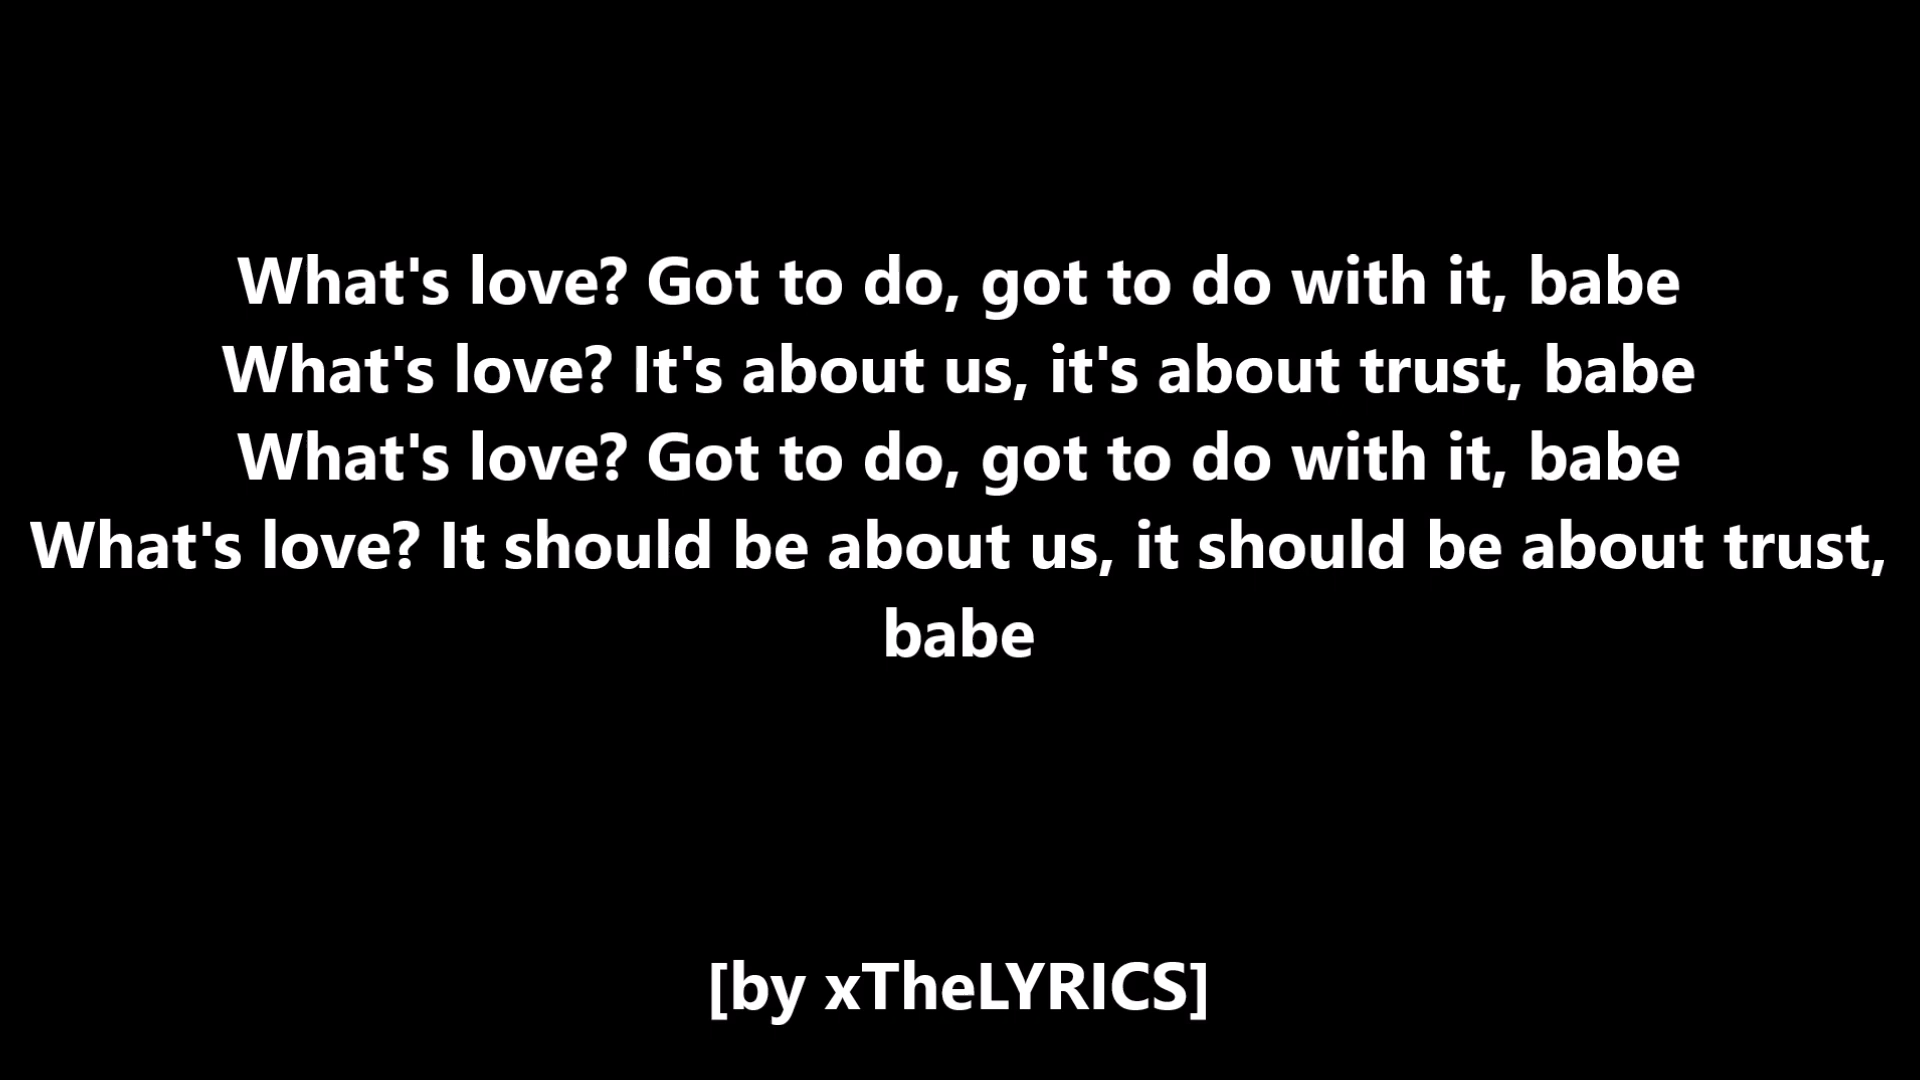 What's love? Got to do, got to do with it, babe
What's love? It's about us, it's about trust, babe
What's love? Got to do, got to do with it, babe
What's love? It should be about us, it should be about trust,
babe
[by xTheLYRICS]